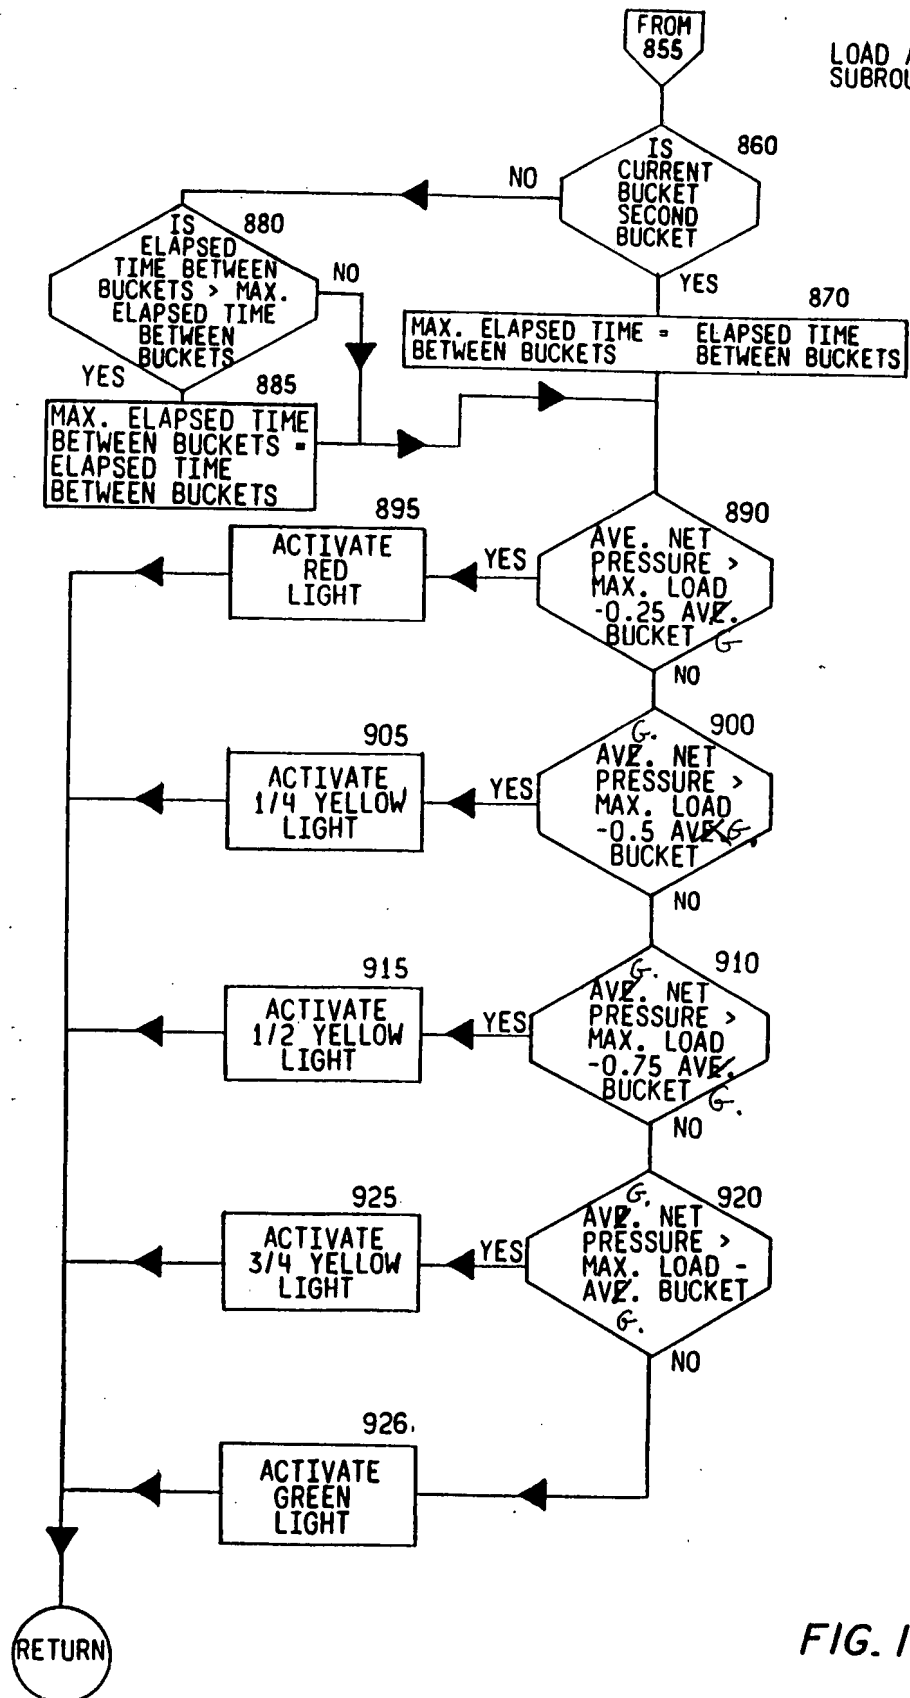 FROM
855
LOAD
860
IS
CURRENT
BUCKET
SECOND
BUCKET
NO
YES
880
IS
ELAPSED
TIME BETWEEN
BUCKETS > MAX.
ELAPSED TIME
BETWEEN
BUCKETS
NO
YES
870
MAX. ELAPSED TIME = ELAPSED TIME
BETWEEN BUCKETS BETWEEN BUCKETS
885
MAX. ELAPSED TIME
BETWEEN BUCKETS =
ELAPSED TIME
BETWEEN BUCKETS
890
AVE. NET
PRESSURE >
MAX. LOAD
-0.25 AVE.
BUCKET G
YES
NO
895
ACTIVATE
RED
LIGHT
900
G.
AVE. NET
PRESSURE >
MAX. LOAD
-0.5 AVE. G.
BUCKET
YES
NO
905
ACTIVATE
1/4 YELLOW
LIGHT
910
G.
AVE. NET
PRESSURE >
MAX. LOAD
-0.75 AVE.
BUCKET G.
YES
NO
915
ACTIVATE
1/2 YELLOW
LIGHT
920
G.
AVE. NET
PRESSURE >
MAX. LOAD -
AVE. BUCKET
G.
YES
NO
925
ACTIVATE
3/4 YELLOW
LIGHT
926
ACTIVATE
GREEN
LIGHT
RETURN
FIG. 1